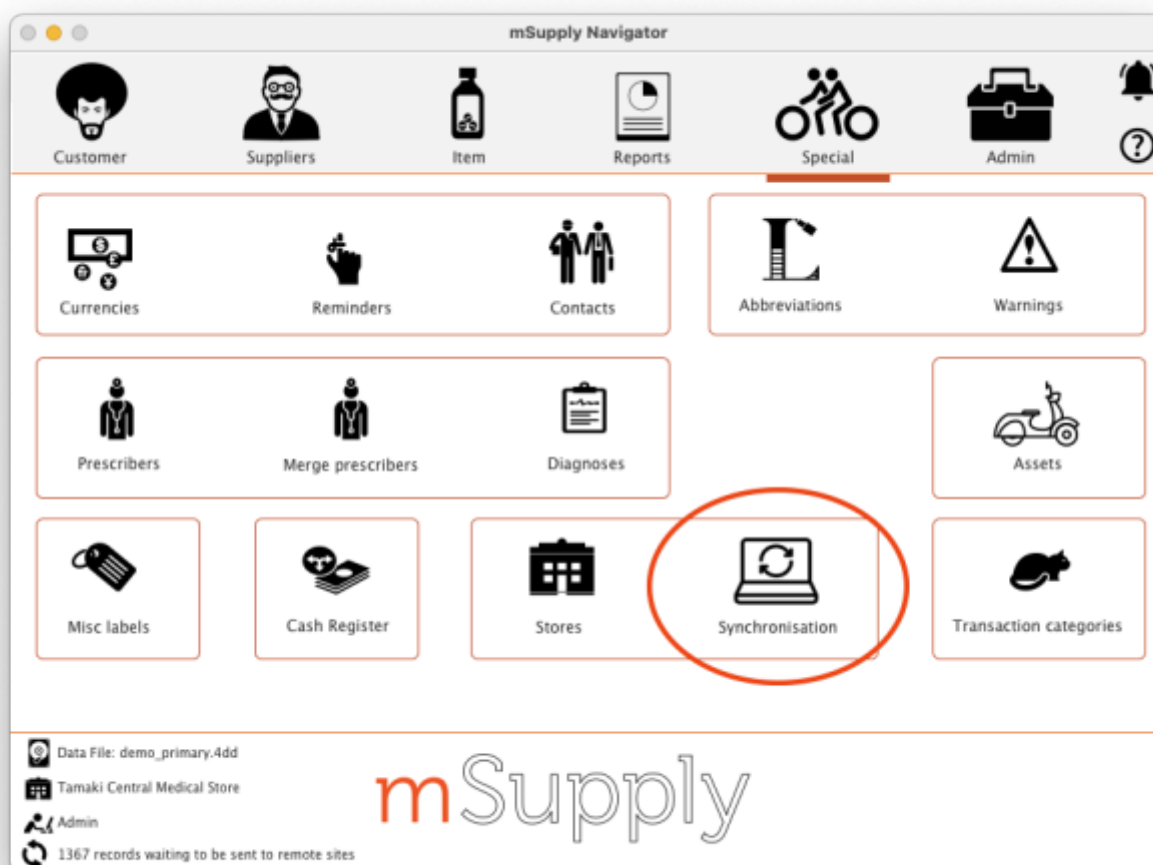 mSupply Navigator
Customer Suppliers Item Reports Special Admin
Currencies Reminders Contacts Abbreviations Warnings
Prescribers Merge prescribers Diagnoses Assets
Misc labels Cash Register Stores Synchronisation Transaction categories
Data File: demo_primary.4dd
Tamaki Central Medical Store
Admin
1367 records waiting to be sent to remote sites
mSupply